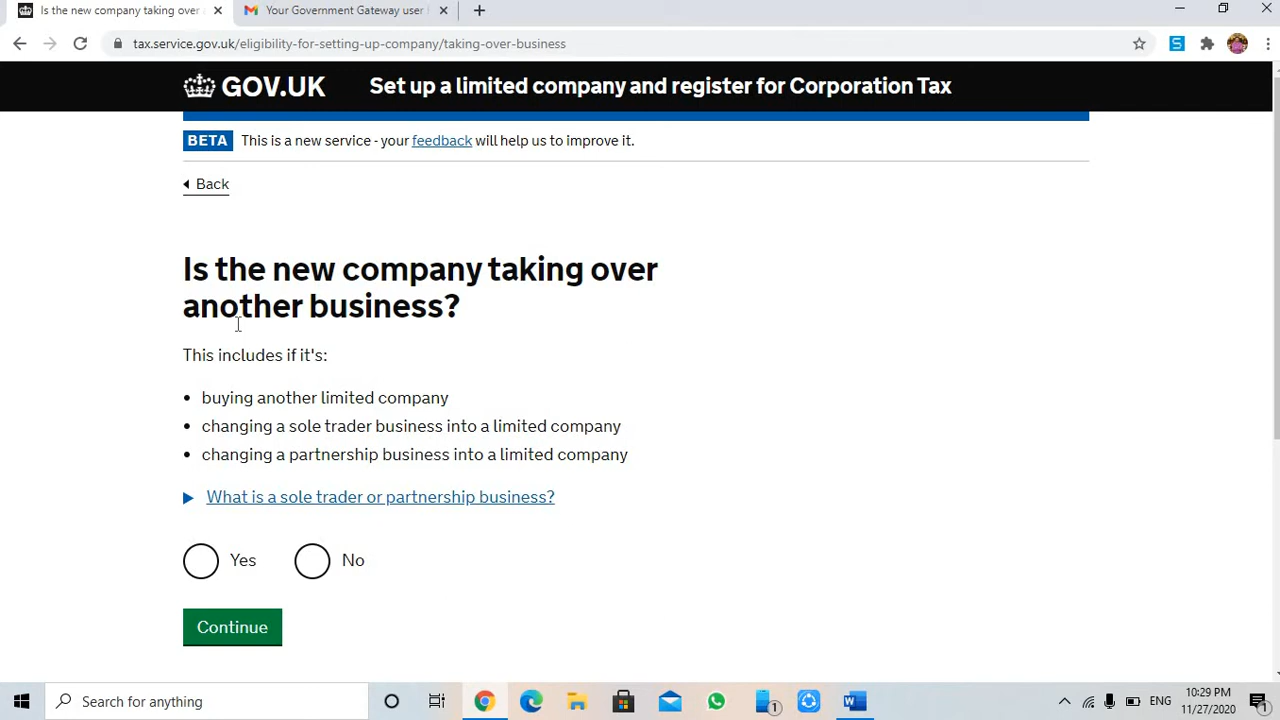 Is the new company taking over
Your Government Gateway user
tax.service.gov.uk/eligibility-for-setting-up-company/taking-over-business
GOV.UK
Set up a limited company and register for Corporation Tax
BETA
This is a new service - your feedback will help us to improve it.
Back
Is the new company taking over
another business?
This includes if it's:
• buying another limited company
• changing a sole trader business into a limited company
• changing a partnership business into a limited company
What is a sole trader or partnership business?
Yes
No
Continue
Search for anything
1
ENG
10:29 PM
11/27/2020
1